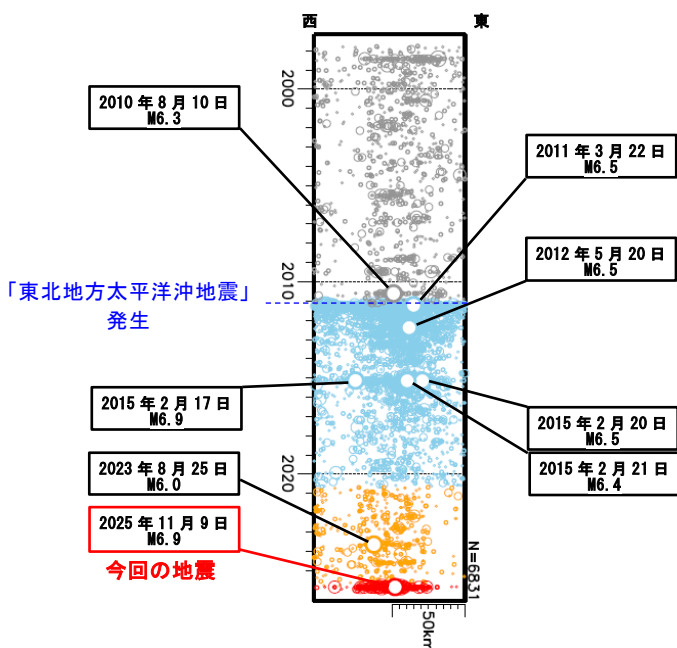 西
東
2000
2010年8月10日
M6.3
2011年3月22日
M6.5
2012年5月20日
M6.5
2010
「東北地方太平洋沖地震」
発生
2015年2月17日
M6.9
2015年2月20日
M6.5
2015年2月21日
M6.4
2023年8月25日
M6.0
2020
2025年11月9日
M6.9
今回の地震
N=6831
50km